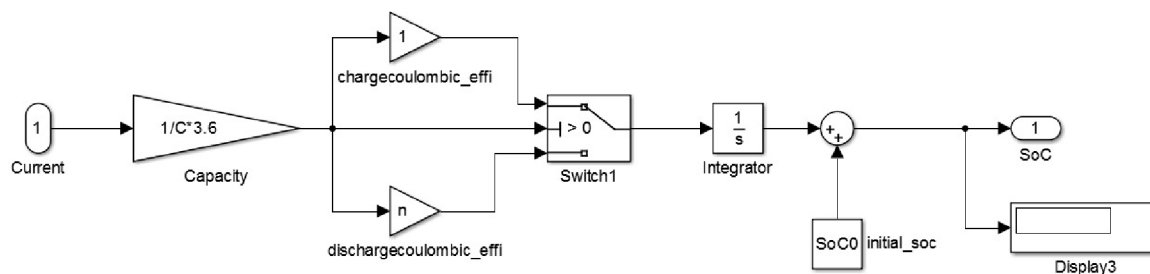 1
Current
1/C*3.6
Capacity
1
chargecoulombic_effi
n
dischargecoulombic_effi
> 0
Switch1
1
s
Integrator
+
+
SoC0
initial_soc
1
SoC
Display3